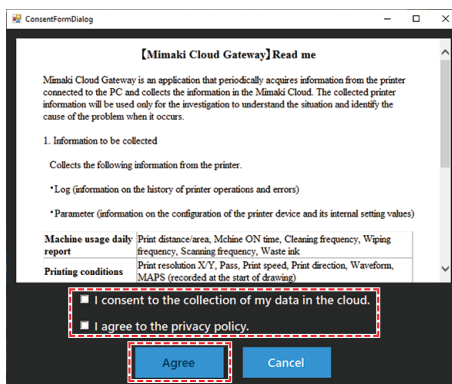 ConsentFormDialog
【Mimaki Cloud Gateway】Read me
Mimaki Cloud Gateway is an application that periodically acquires information from the printer
connected to the PC and collects the information in the Mimaki Cloud. The collected printer
information will be used only for the investigation to understand the situation and identify the
cause of the problem when it occurs.
1. Information to be collected
Collects the following information from the printer.
•Log (information on the history of printer operations and errors)
•Parameter (information on the configuration of the printer device and its internal setting values)
Machine usage daily report
Print distance/area, Mchine ON time, Cleaning frequency, Wiping
frequency, Scanning frequency, Waste ink
Printing conditions
Print resolution X/Y, Pass, Print speed, Print direction, Waveform,
MAPS (recorded at the start of drawing)
I consent to the collection of my data in the cloud.
I agree to the privacy policy.
Agree
Cancel